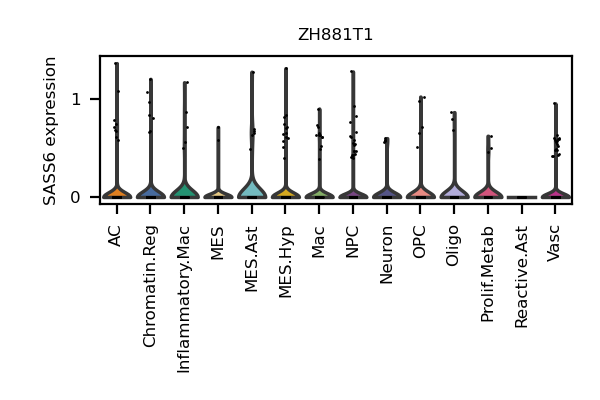 ZH881T1
SASS6 expression
1
0
AC
Chromatin.Reg
Inflammatory.Mac
MES
MES.Ast
MES.Hyp
Mac
NPC
Neuron
OPC
Oligo
Prolif.Metab
Reactive.Ast
Vasc